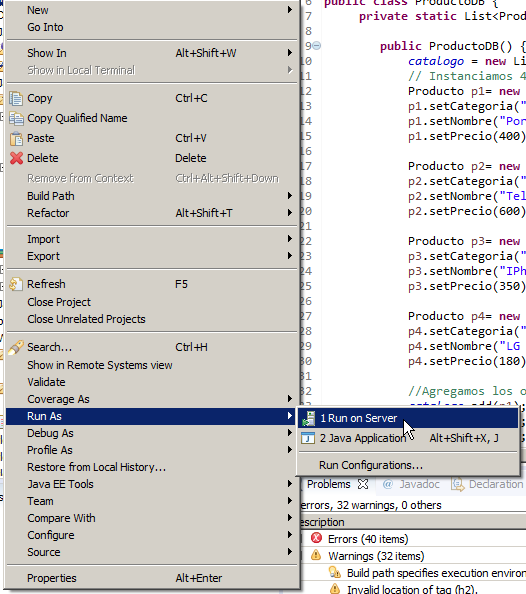 New
Go Into
Show In Alt+Shift+W
Show in Local Terminal
Copy Ctrl+C
Copy Qualified Name
Paste Ctrl+V
Delete Delete
Remove from Context Ctrl+Alt+Shift+Down
Build Path
Refactor Alt+Shift+T
Import
Export
Refresh F5
Close Project
Close Unrelated Projects
Search... Ctrl+H
Show in Remote Systems view
Validate
Coverage As
Run As
Debug As
Profile As
Restore from Local History...
Java EE Tools
Team
Compare With
Configure
Source
Properties Alt+Enter
1 Run on Server
2 Java Application Alt+Shift+X, J
Run Configurations...
public class ProductoDB {
private static List<Prod
public ProductoDB() {
catalogo = new Li
// Instanciamos 4
Producto p1= new
p1.setCategoria("
p1.setNombre("Por
p1.setPrecio(400)
Producto p2= new
p2.setCategoria("
p2.setNombre("Tel
p2.setPrecio(600)
Producto p3= new
p3.setCategoria("
p3.setNombre("IPh
p3.setPrecio(350)
Producto p4= new
p4.setCategoria("
p4.setNombre("LG
p4.setPrecio(180)
//Agregamos los o
Problems @ Javadoc Declaration
errors, 32 warnings, 0 others
escription
Errors (40 items)
Warnings (32 items)
Build path specifies execution environ
Invalid location of tag (h2).